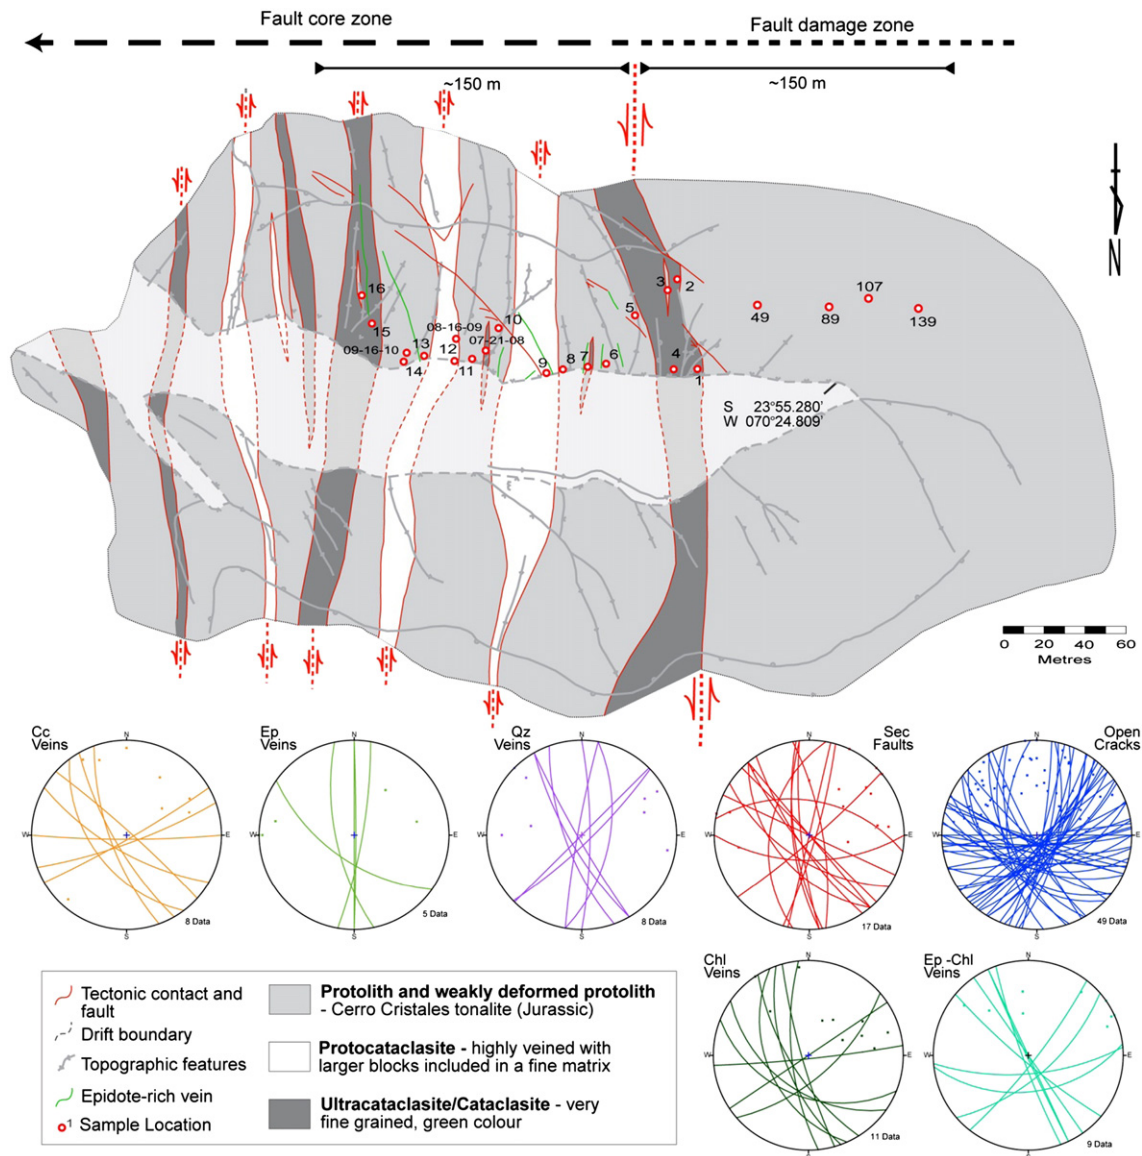 Fault core zone
Fault damage zone
~150 m
~150 m
N
16
3
2
107
49
89
139
5
10
15
08-16-09
07-21-08
09-16-10
13
12
14
11
9
8
7
6
4
1
S 23°55.280'
W 070°24.809'
0 20 40 60
Metres
Cc
Veins
N
W
E
S
8 Data
Ep
Veins
N
W
E
S
5 Data
Qz
Veins
N
W
E
S
8 Data
Sec
Faults
N
W
E
S
17 Data
Open
Cracks
N
W
E
S
49 Data
Chl
Veins
N
W
E
S
11 Data
Ep -Chl
Veins
N
W
E
S
9 Data
Tectonic contact and
fault
Drift boundary
Topographic features
Epidote-rich vein
1 Sample Location
Protolith and weakly deformed protolith
- Cerro Cristales tonalite (Jurassic)
Protocataclasite - highly veined with
larger blocks included in a fine matrix
Ultracataclasite/Cataclasite - very
fine grained, green colour